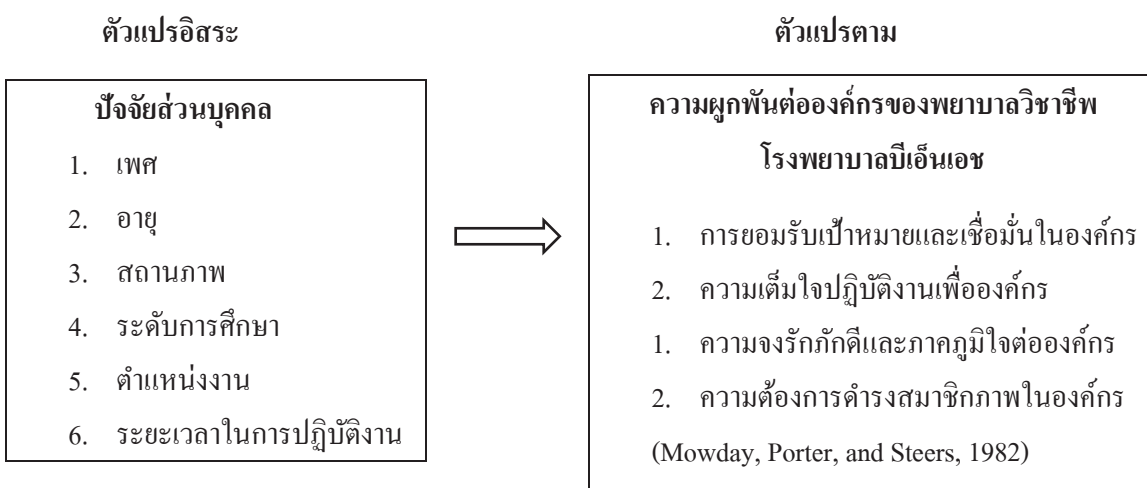 ตัวแปรอิสระ
ปัจจัยส่วนบุคคล
1. เพศ
2. อายุ
3. สถานภาพ
4. ระดับการศึกษา
5. ตำแหน่งงาน
6. ระยะเวลาในการปฏิบัติงาน
ตัวแปรตาม
ความผูกพันต่อองค์กรของพยาบาลวิชาชีพ
โรงพยาบาลบีเอ็นเอช
1. การยอมรับเป้าหมายและเชื่อมั่นในองค์กร
2. ความเต็มใจปฏิบัติงานเพื่อองค์กร
1. ความจงรักภักดีและภาคภูมิใจต่อองค์กร
2. ความต้องการดำรงสมาชิกภาพในองค์กร
(Mowday, Porter, and Steers, 1982)